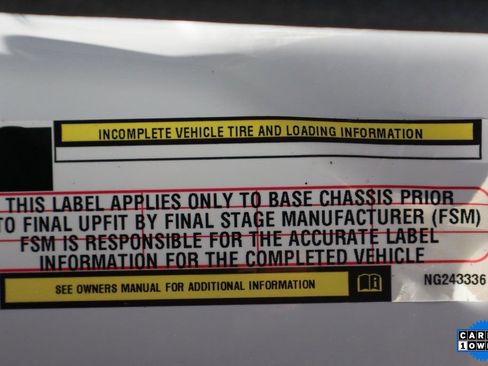 INCOMPLETE VEHICLE TIRE AND LOADING INFORMATION
THIS LABEL APPLIES ONLY TO BASE CHASSIS PRIOR
TO FINAL UPFIT BY FINAL STAGE MANUFACTURER (FSM)
FSM IS RESPONSIBLE FOR THE ACCURATE LABEL
INFORMATION FOR THE COMPLETED VEHICLE
SEE OWNERS MANUAL FOR ADDITIONAL INFORMATION
NG243336
1